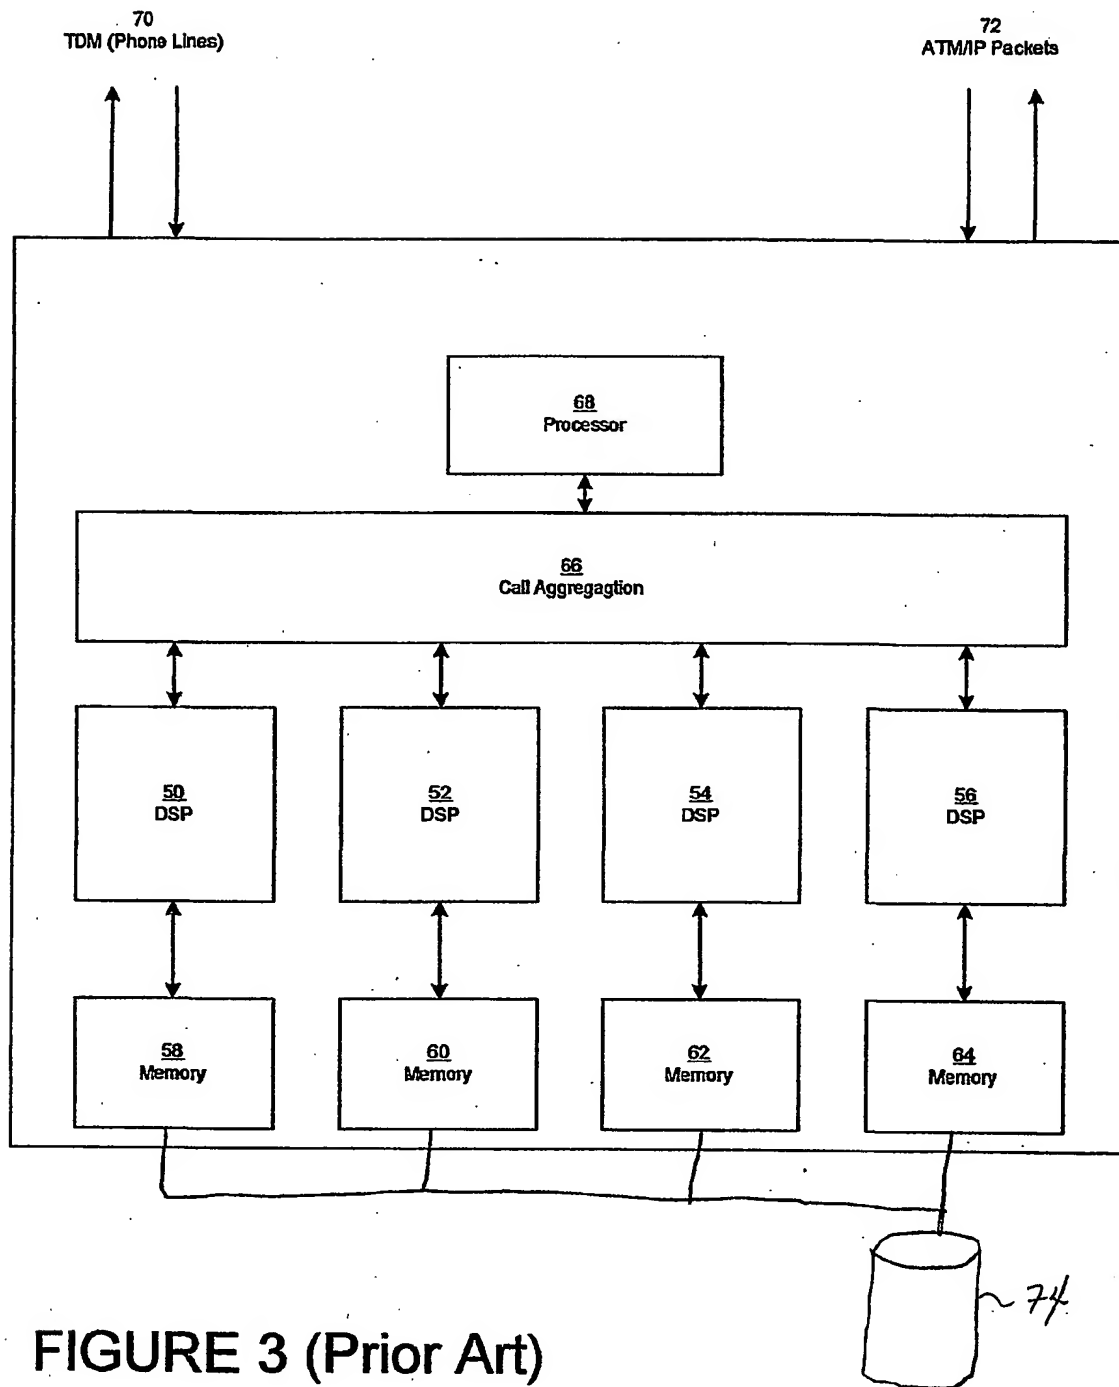 70
TDM (Phone Lines)
72
ATM/IP Packets
68
Processor
66
Call Aggregagtion
50
DSP
52
DSP
54
DSP
56
DSP
58
Memory
60
Memory
62
Memory
64
Memory
74
FIGURE 3 (Prior Art)